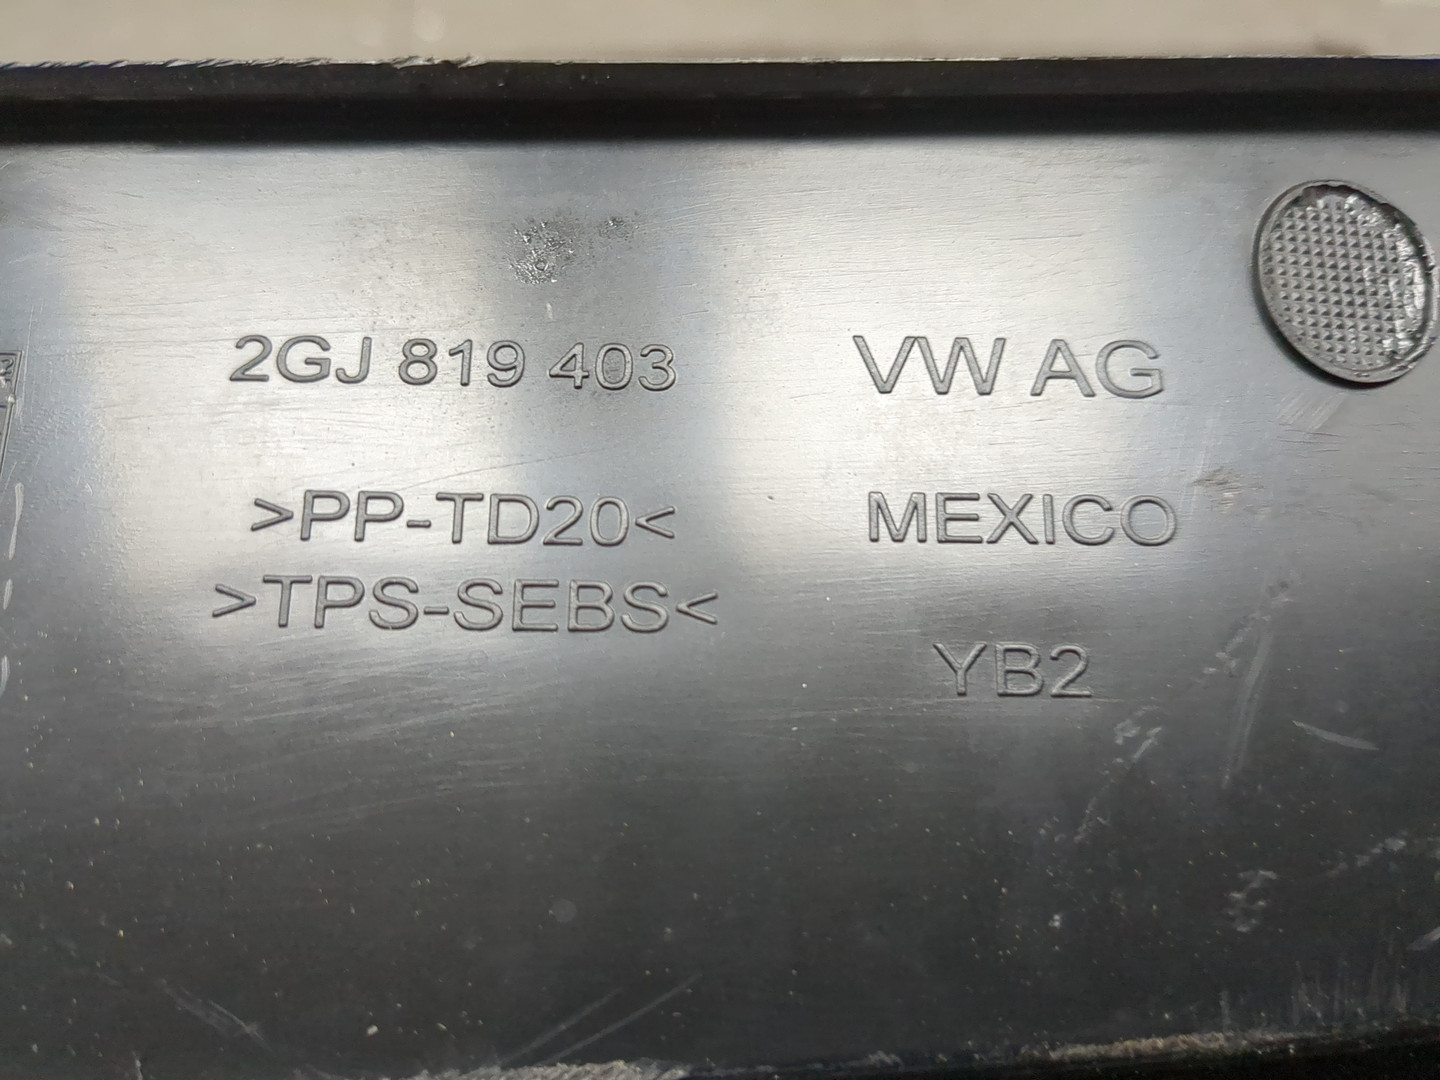 2GJ 819 403
VW AG
>PP-TD20<
MEXICO
>TPS-SEBS<
YB2